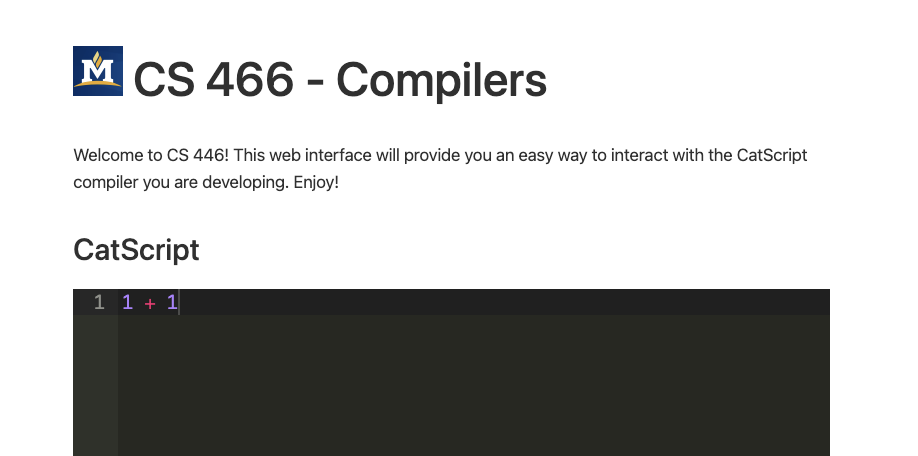 M
CS 466 - Compilers
Welcome to CS 446! This web interface will provide you an easy way to interact with the CatScript
compiler you are developing. Enjoy!
CatScript
1 1 + 1